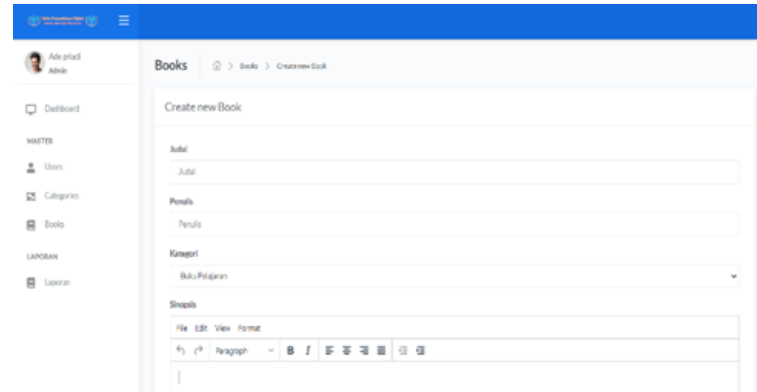 Ade priadi
Admin
Dashboard
MASTER
Users
Categories
Books
LAPORAN
Laporan
Books > Books > Create new Book
Create new Book
Judul
Judul
Penulis
Penulis
Kategori
Buku Pelajaran
Sinopsis
File Edit View Format
Paragraph B I